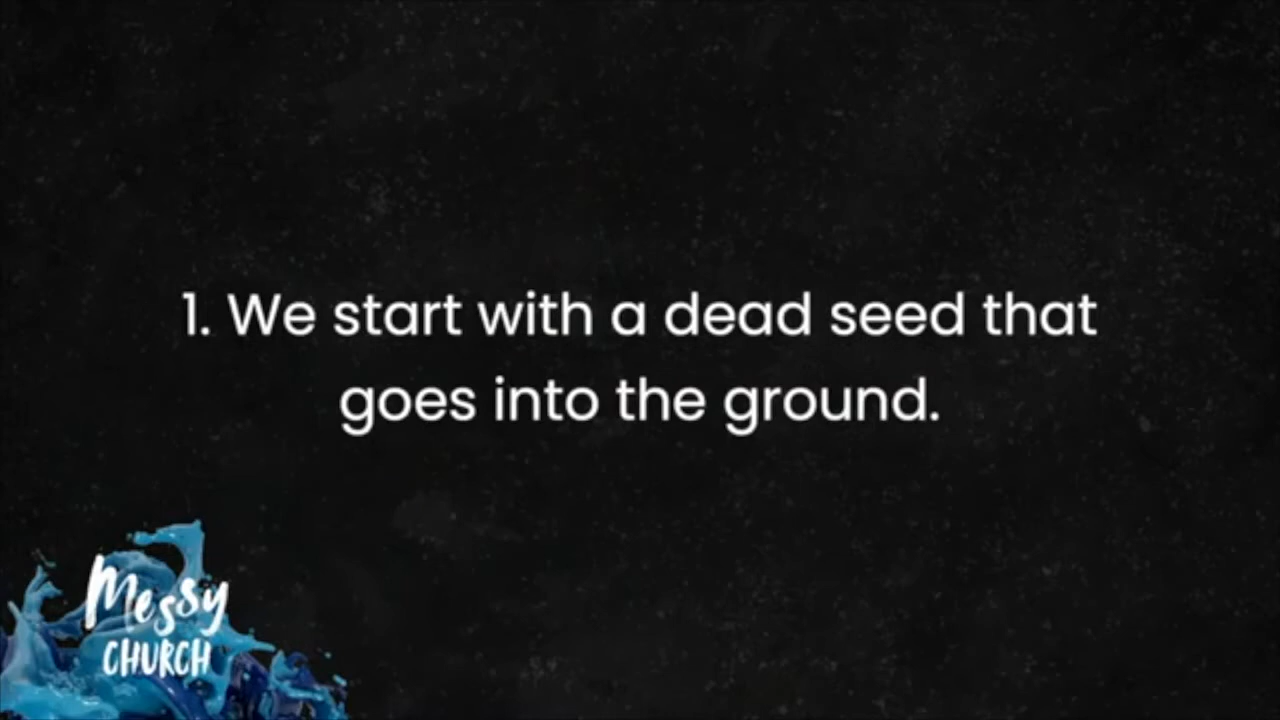 1. We start with a dead seed that
goes into the ground.
Messy
CHURCH